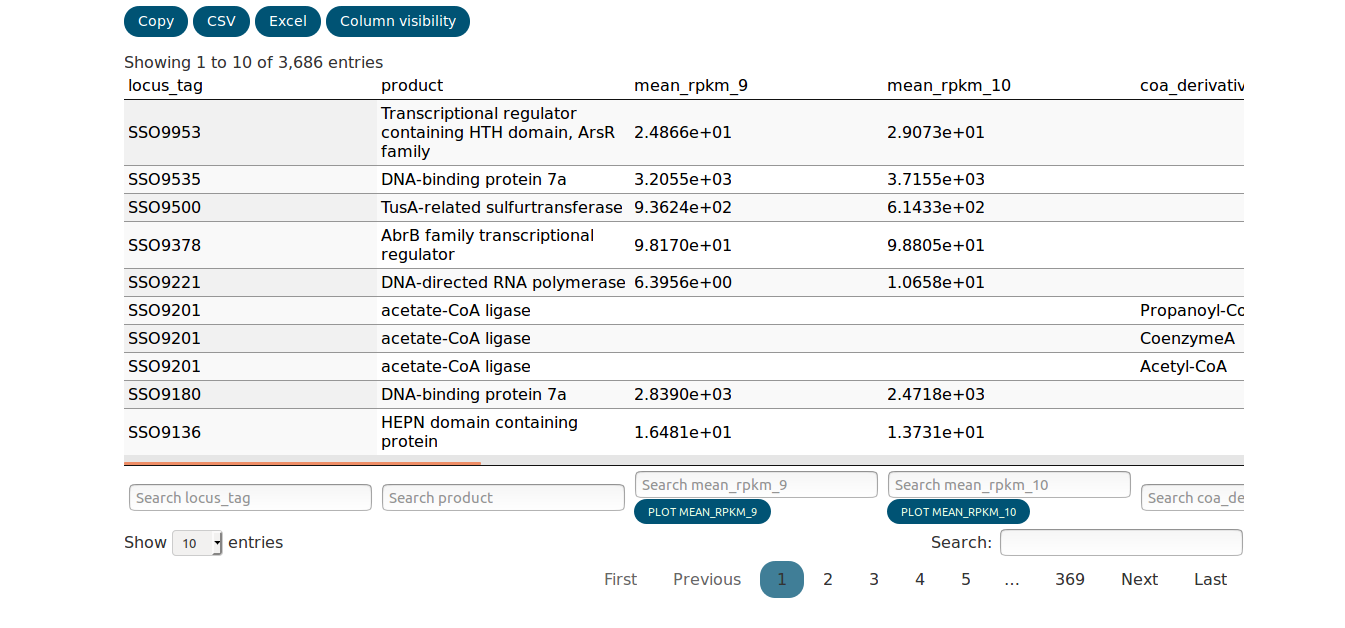 Copy CSV Excel Column visibility
Showing 1 to 10 of 3,686 entries
locus_tag product mean_rpkm_9 mean_rpkm_10 coa_derivativ
Transcriptional regulator
SSO9953 containing HTH domain, ArsR 2.4866e+01 2.9073e+01
family
SSO9535 DNA-binding protein 7a 3.2055e+03 3.7155e+03
SSO9500 TusA-related sulfurtransferase 9.3624e+02 6.1433e+02
AbrB family transcriptional
SSO9378 9.8170e+01 9.8805e+01
regulator
SSO9221 DNA-directed RNA polymerase 6.3956e+00 1.0658e+01
SSO9201 acetate-CoA ligase Propanoyl-Co
SSO9201 acetate-CoA ligase CoenzymeA
SSO9201 acetate-CoA ligase Acetyl-CoA
SSO9180 DNA-binding protein 7a 2.8390e+03 2.4718e+03
HEPN domain containing
SSO9136 1.6481e+01 1.3731e+01
protein
Search locus_tag Search product Search mean_rpkm_9 Search mean_rpkm_10 Search coa_de
PLOT MEAN_RPKM_9 PLOT MEAN_RPKM_10
Show 10 entries Search:
First Previous 1 2 3 4 5 … 369 Next Last